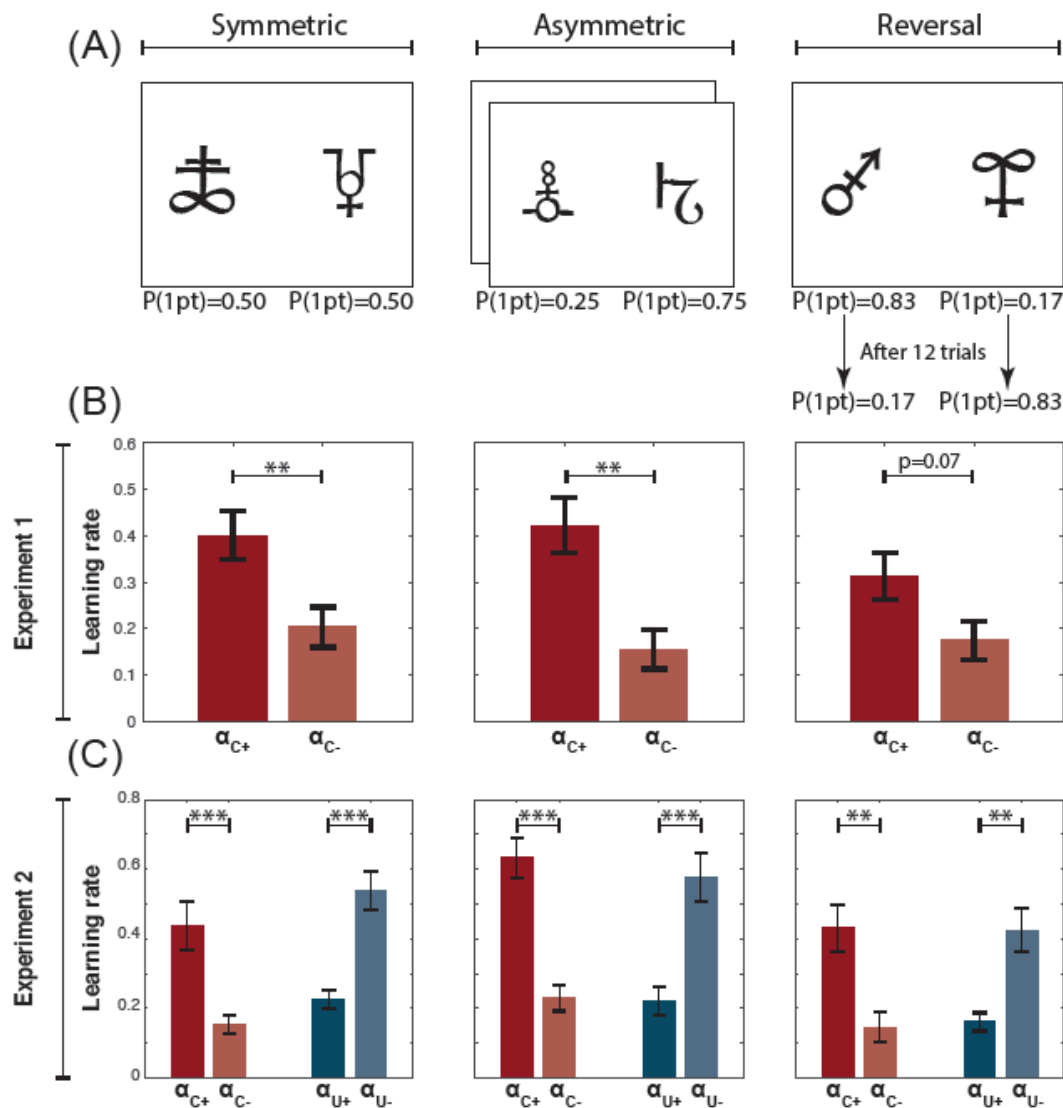 (A)
Symmetric Asymmetric Reversal
P(1pt)=0.50 P(1pt)=0.50 P(1pt)=0.25 P(1pt)=0.75 P(1pt)=0.83 P(1pt)=0.17
After 12 trials
P(1pt)=0.17 P(1pt)=0.83
(B)
Experiment 1
Learning rate
0.6
0.5
0.4
0.3
0.2
0.1
0
** ** p=0.07
αC+ αC- αC+ αC- αC+ αC-
(C)
Experiment 2
Learning rate
0.8
0.6
0.4
0.2
0
*** *** *** *** ** **
αC+ αC- αU+ αU- αC+ αC- αU+ αU- αC+ αC- αU+ αU-